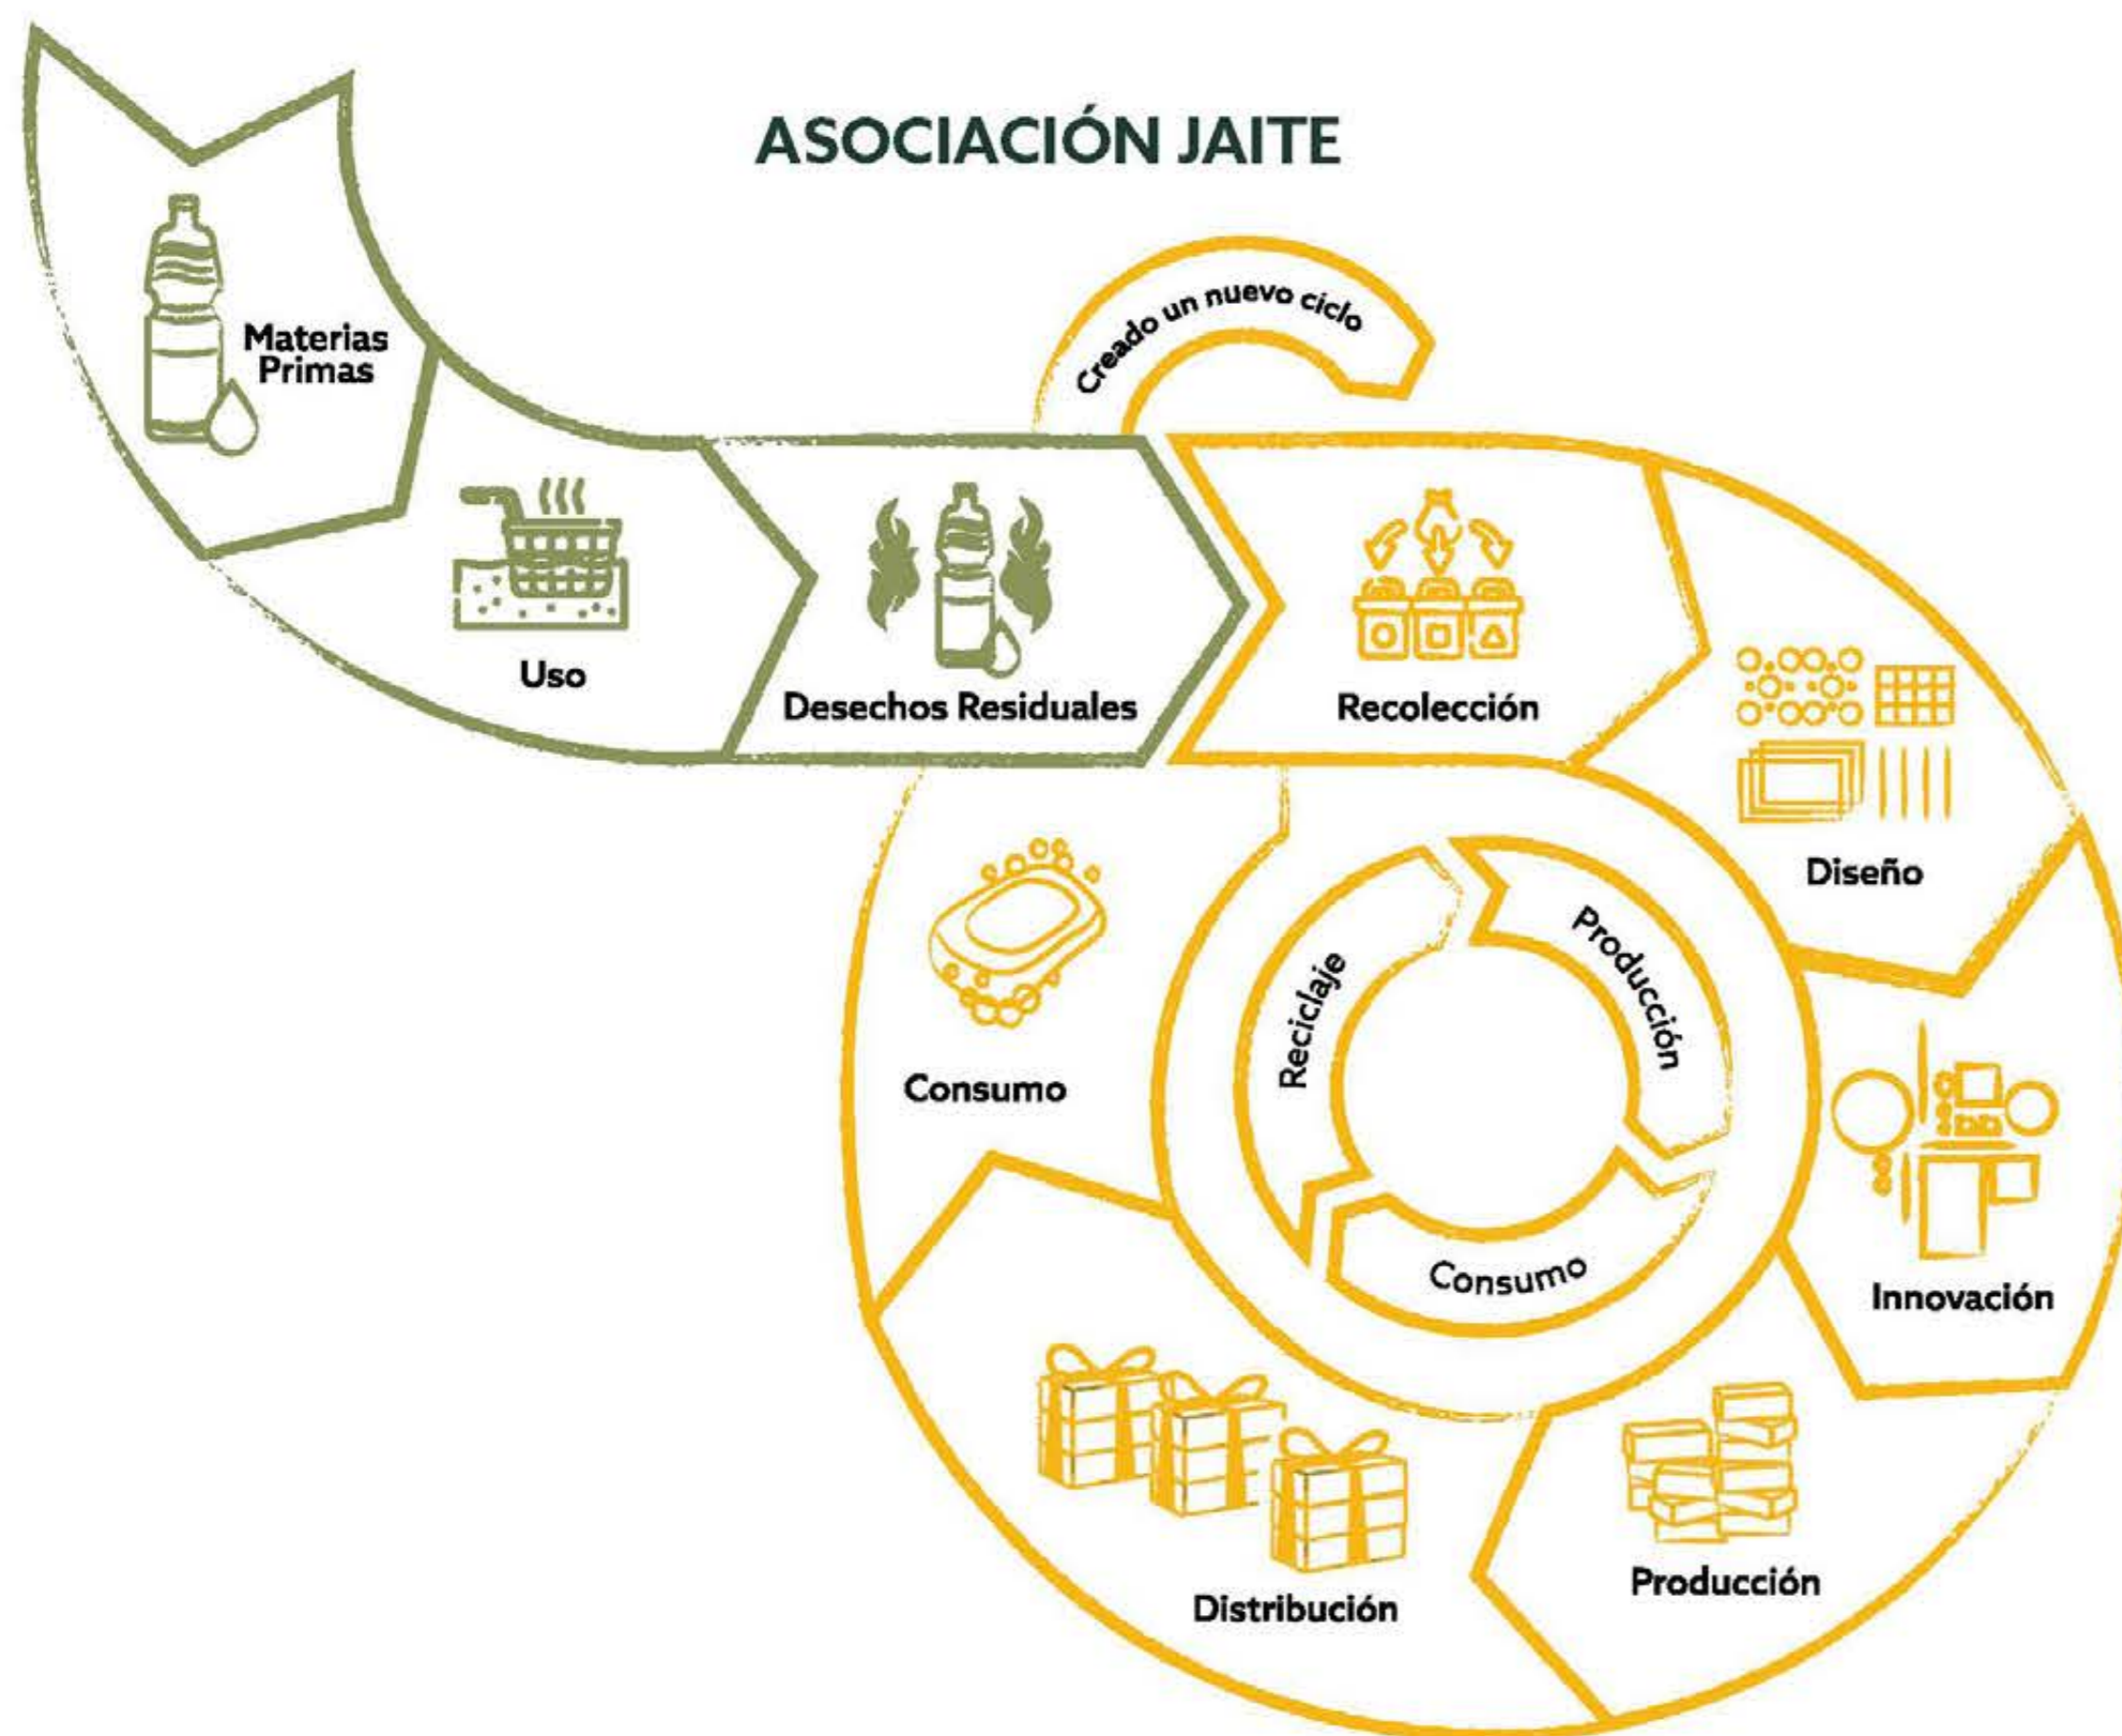 ASOCIACIÓN JAITE
Creado un nuevo ciclo
Materias
Primas
Uso
Desechos Residuales
Recolección
Diseño
Innovación
Producción
Distribución
Consumo
Reciclaje
Producción
Consumo